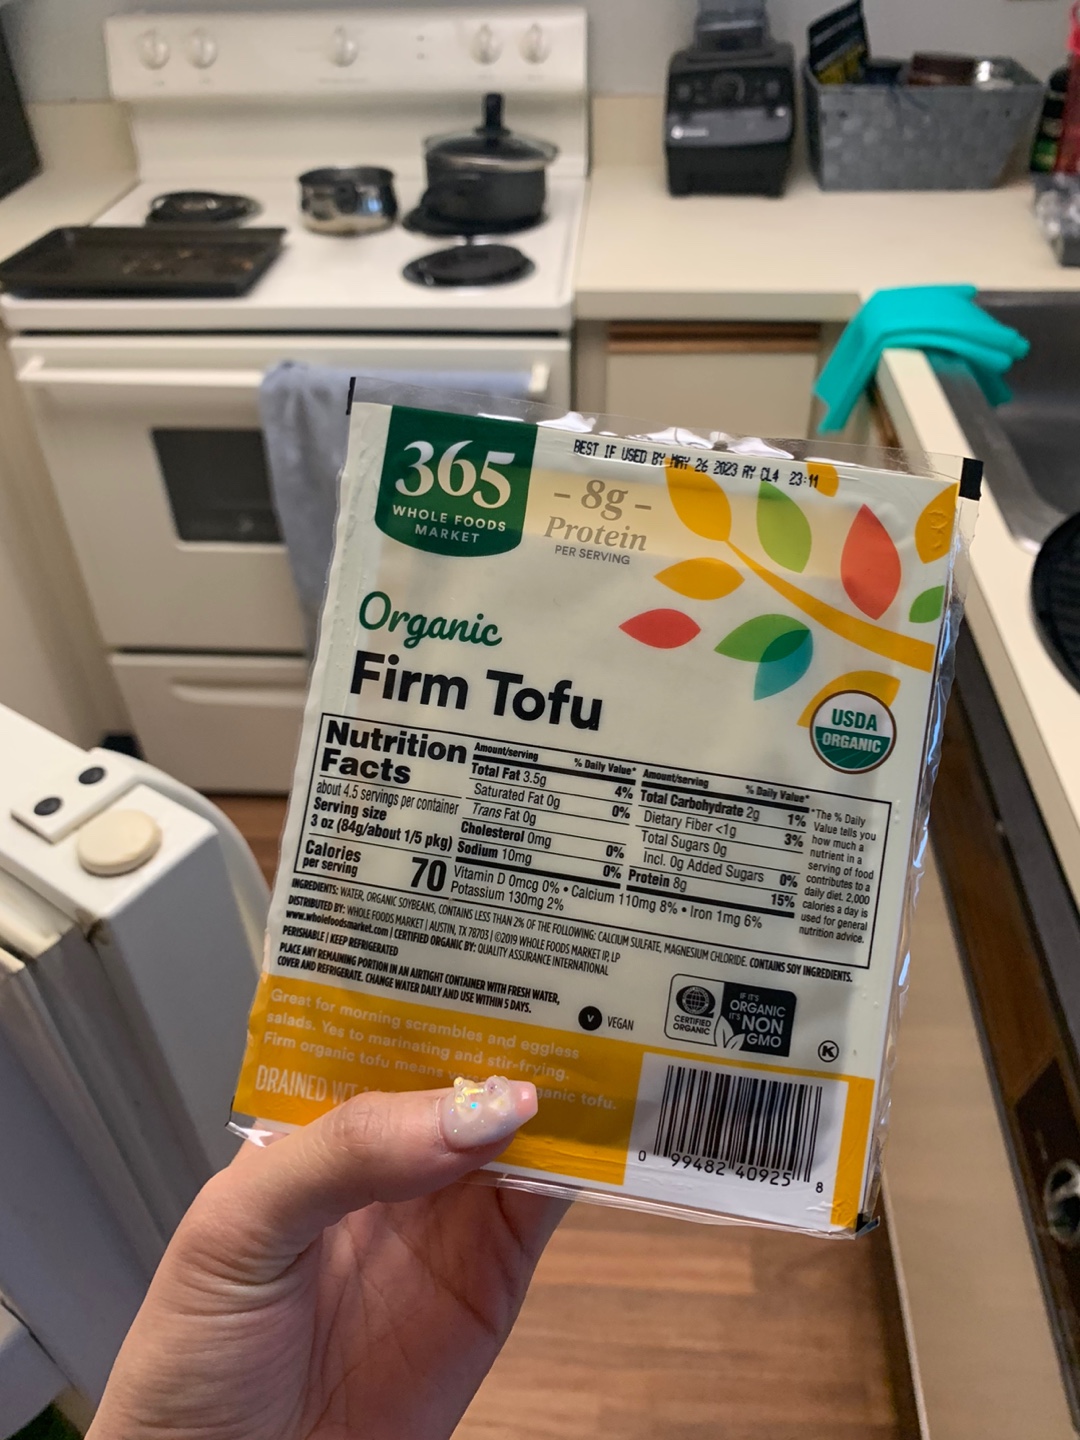 BEST IF USED BY MAY 26 2023 AY CL4 23:11
365
WHOLE FOODS
MARKET
- 8g -
Protein
PER SERVING
Organic
Firm Tofu
USDA
ORGANIC
Nutrition
Facts
about 4.5 servings per container
Serving size
3 oz (84g/about 1/5 pkg)
Calories
per serving
70
Amount/serving % Daily Value*
Total Fat 3.5g 4%
Saturated Fat 0g 0%
Trans Fat 0g
Cholesterol 0mg 0%
Sodium 10mg 0%
Amount/serving % Daily Value*
Total Carbohydrate 2g 1%
Dietary Fiber <1g 3%
Total Sugars 0g
Incl. 0g Added Sugars 0%
Protein 8g 15%
Vitamin D 0mcg 0% • Calcium 110mg 8% • Iron 1mg 6%
Potassium 130mg 2%
*The % Daily
Value tells you
how much a
nutrient in a
serving of food
contributes to a
daily diet. 2,000
calories a day is
used for general
nutrition advice.
INGREDIENTS: WATER, ORGANIC SOYBEANS, CONTAINS LESS THAN 2% OF THE FOLLOWING: CALCIUM SULFATE, MAGNESIUM CHLORIDE. CONTAINS SOY INGREDIENTS.
DISTRIBUTED BY: WHOLE FOODS MARKET | AUSTIN, TX 78703 | ©2019 WHOLE FOODS MARKET IP, LP
www.wholefoodsmarket.com | CERTIFIED ORGANIC BY: QUALITY ASSURANCE INTERNATIONAL
PERISHABLE | KEEP REFRIGERATED
PLACE ANY REMAINING PORTION IN AN AIRTIGHT CONTAINER WITH FRESH WATER,
COVER AND REFRIGERATE. CHANGE WATER DAILY AND USE WITHIN 5 DAYS.
V VEGAN
CERTIFIED
ORGANIC
IF IT'S
ORGANIC
IT'S NON
GMO
K
Great for morning scrambles and eggless
salads. Yes to marinating and stir-frying.
Firm organic tofu means organic tofu.
DRAINED WT
0 99482 40925 8